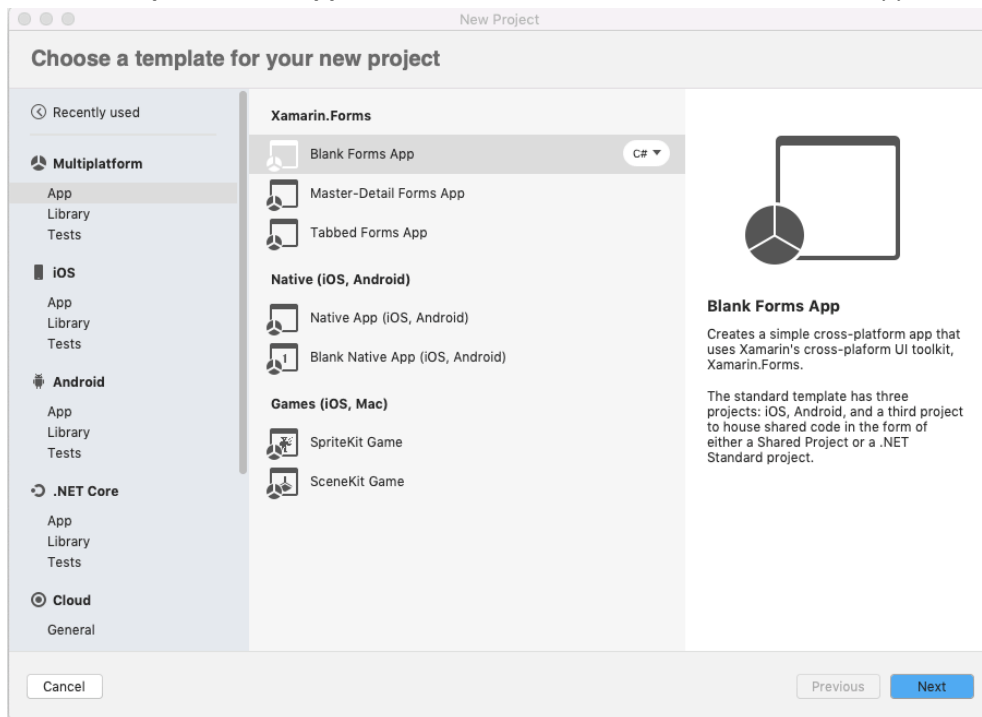 New Project
Choose a template for your new project
Recently used
Multiplatform
App
Library
Tests
iOS
App
Library
Tests
Android
App
Library
Tests
.NET Core
App
Library
Tests
Cloud
General
Xamarin.Forms
Blank Forms App C#
Master-Detail Forms App
Tabbed Forms App
Native (iOS, Android)
Native App (iOS, Android)
1 Blank Native App (iOS, Android)
Games (iOS, Mac)
SpriteKit Game
SceneKit Game
Blank Forms App
Creates a simple cross-platform app that
uses Xamarin's cross-plaform UI toolkit,
Xamarin.Forms.
The standard template has three
projects: iOS, Android, and a third project
to house shared code in the form of
either a Shared Project or a .NET
Standard project.
Cancel
Previous
Next